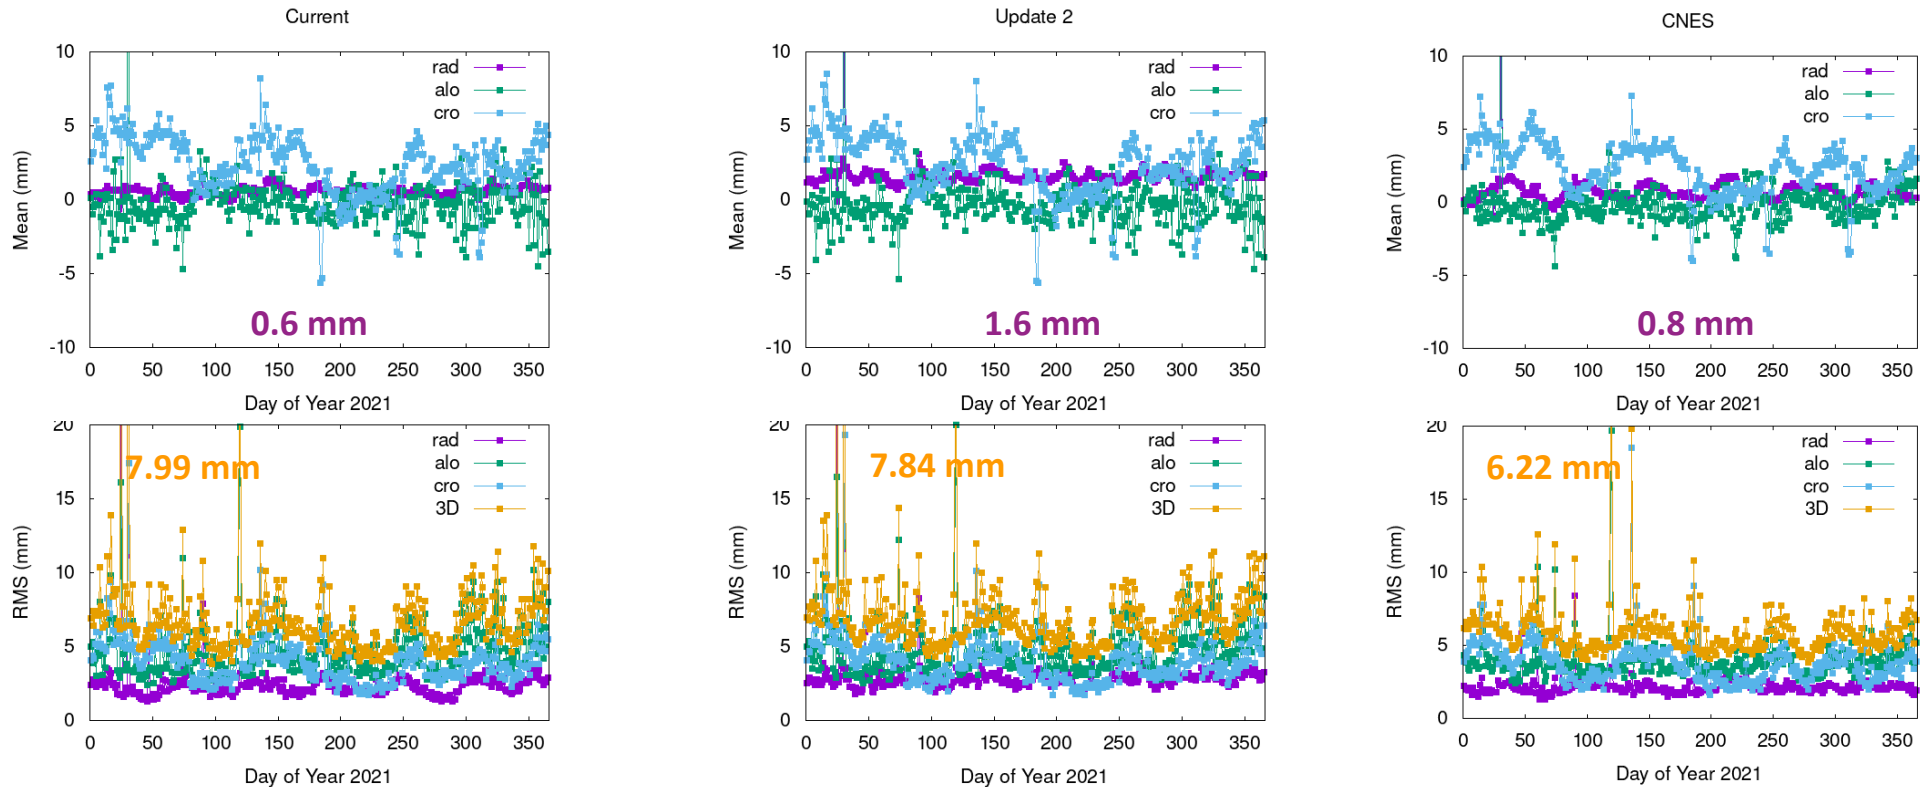 Current
10
5
0
-5
-10
Mean (mm)
rad
alo
cro
0.6 mm
0 50 100 150 200 250 300 350
Day of Year 2021
Update 2
10
5
0
-5
-10
Mean (mm)
rad
alo
cro
1.6 mm
0 50 100 150 200 250 300 350
Day of Year 2021
CNES
10
5
0
-5
-10
Mean (mm)
rad
alo
cro
0.8 mm
0 50 100 150 200 250 300 350
Day of Year 2021
20
15
10
5
0
RMS (mm)
rad
alo
cro
3D
7.99 mm
0 50 100 150 200 250 300 350
Day of Year 2021
20
15
10
5
0
RMS (mm)
rad
alo
cro
3D
7.84 mm
0 50 100 150 200 250 300 350
Day of Year 2021
20
15
10
5
0
RMS (mm)
rad
alo
cro
3D
6.22 mm
0 50 100 150 200 250 300 350
Day of Year 2021